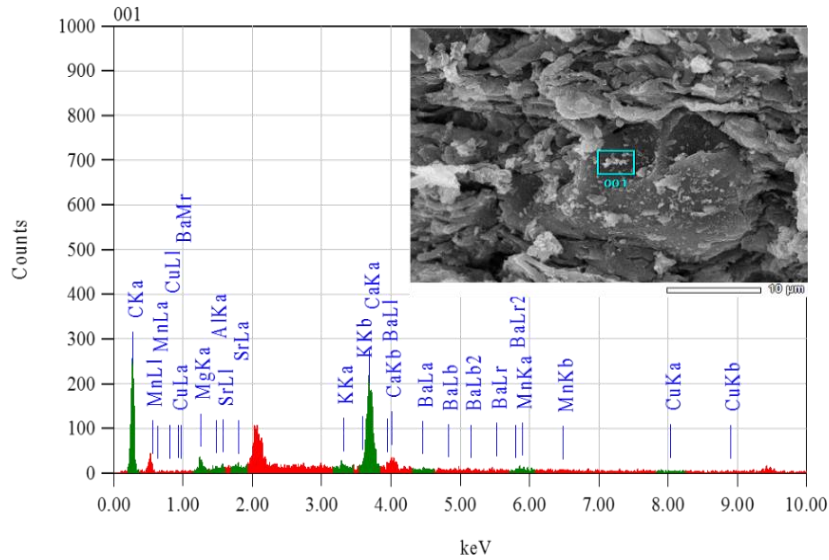 001
1000
900
800
700
600
500
400
300
200
100
0
Counts
CKa
MnLl
MnLa
CuLa
CuLl
BaMr
MgKa
SrLl
AlKa
SrLa
KKa
KKb
CaKa
CaKb
BaLl
BaLa
BaLb
BaLb2
BaLr
BaLr2
MnKa
MnKb
CuKa
CuKb
001
10 µm
0.00 1.00 2.00 3.00 4.00 5.00 6.00 7.00 8.00 9.00 10.00
keV